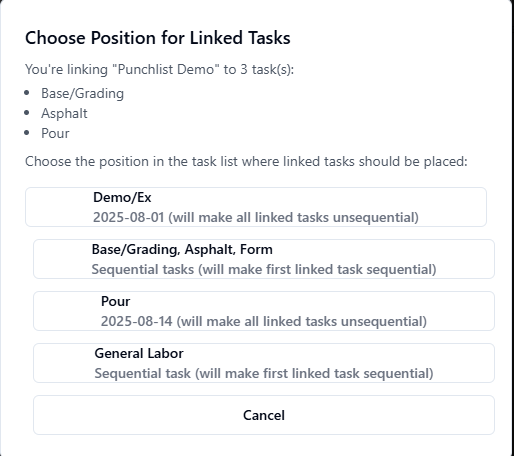 Choose Position for Linked Tasks
You're linking "Punchlist Demo" to 3 task(s):
Base/Grading
Asphalt
Pour
Choose the position in the task list where linked tasks should be placed:
Demo/Ex
2025-08-01 (will make all linked tasks unsequential)
Base/Grading, Asphalt, Form
Sequential tasks (will make first linked task sequential)
Pour
2025-08-14 (will make all linked tasks unsequential)
General Labor
Sequential task (will make first linked task sequential)
Cancel